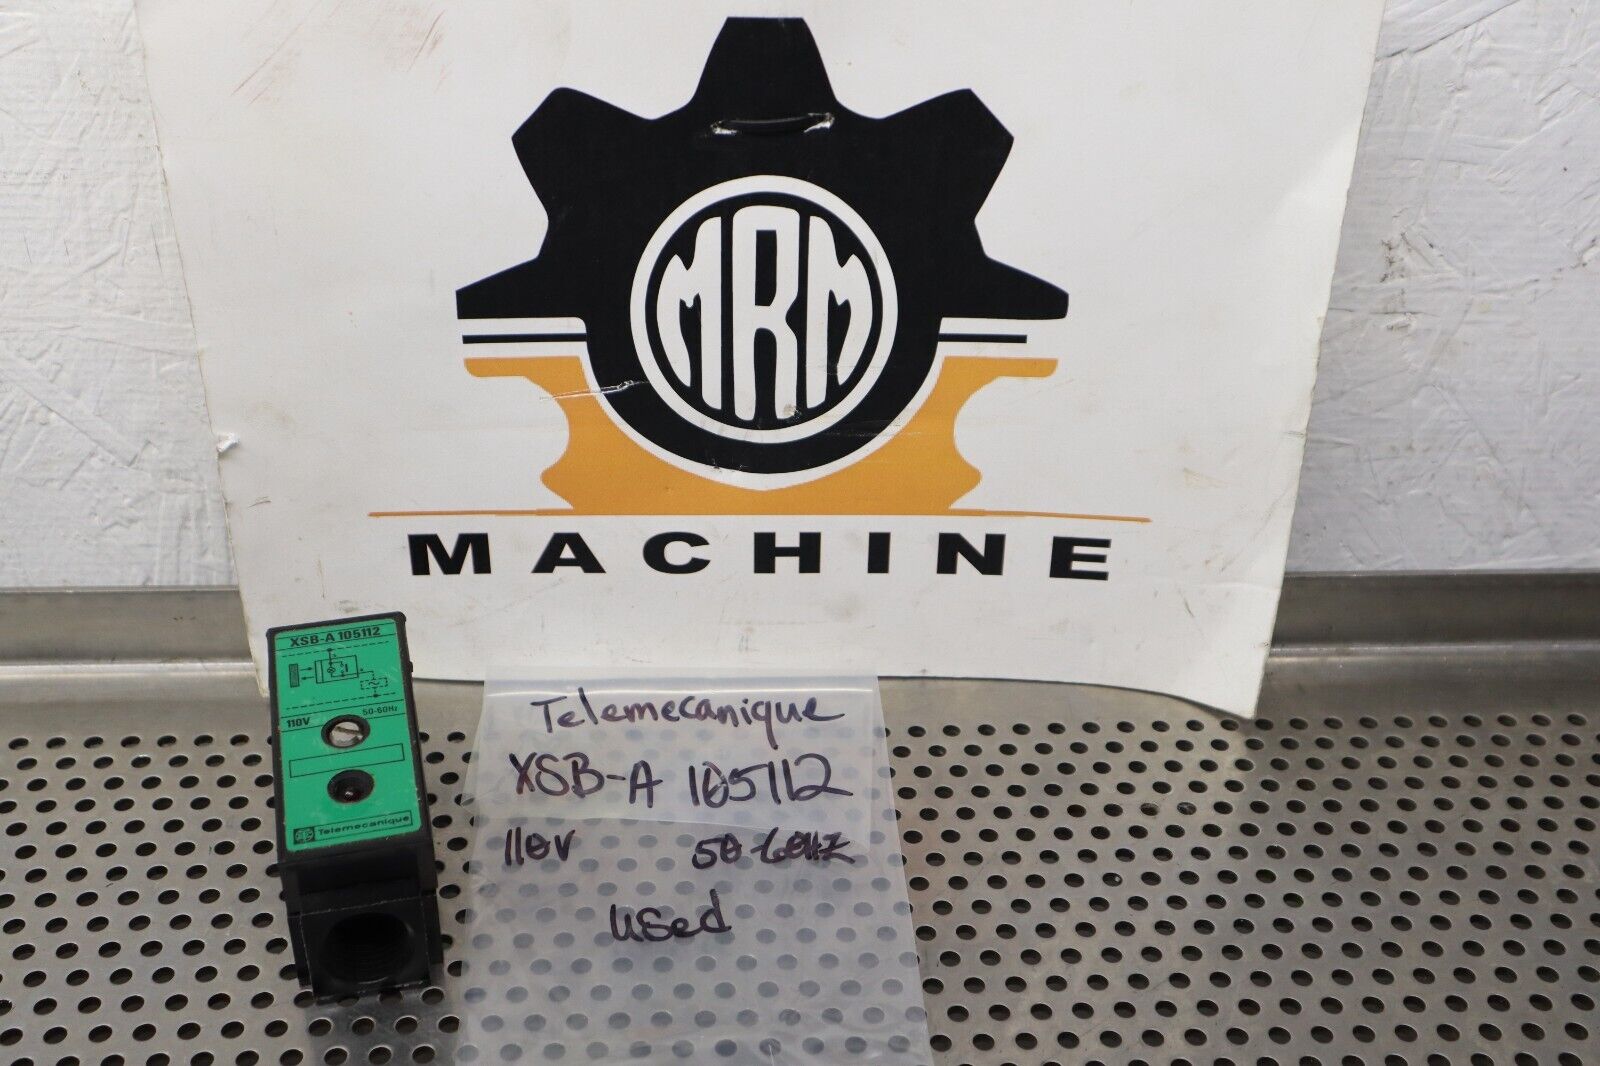 MRM
MACHINE
XSB-A 105112
110V 50-60Hz
Telemecanique
Telemecanique
XSB-A 105112
110V 50-60Hz
used